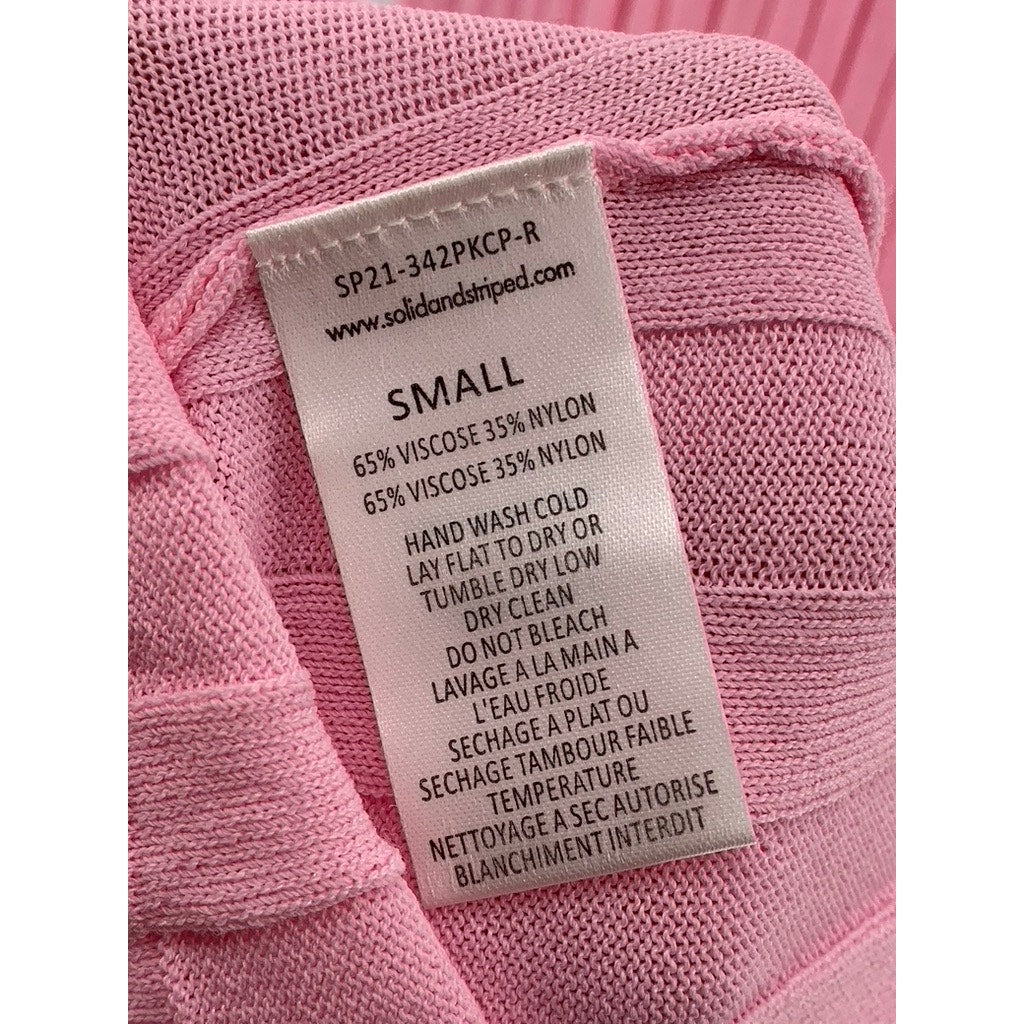 SP21-342PKCP-R
www.solidandstriped.com
SMALL
65% VISCOSE 35% NYLON
65% VISCOSE 35% NYLON
HAND WASH COLD
LAY FLAT TO DRY OR
TUMBLE DRY LOW
DRY CLEAN
DO NOT BLEACH
LAVAGE A LA MAIN A
L'EAU FROIDE
SECHAGE A PLAT OU
SECHAGE TAMBOUR FAIBLE
TEMPERATURE
NETTOYAGE A SEC AUTORISE
BLANCHIMENT INTERDIT